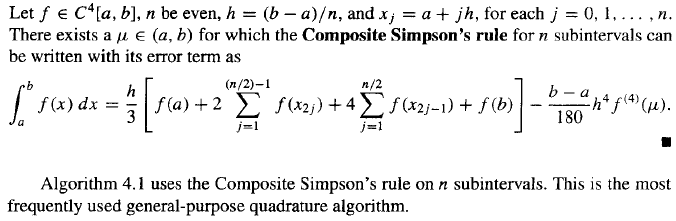 Let f ∈ C⁴[a, b], n be even, h = (b − a)/n, and xⱼ = a + jh, for each j = 0, 1, . . . , n.
There exists a μ ∈ (a, b) for which the Composite Simpson's rule for n subintervals can
be written with its error term as
∫ₐᵇ f(x) dx = h/3 [ f(a) + 2 ∑_{j=1}^{(n/2)−1} f(x₂ⱼ) + 4 ∑_{j=1}^{n/2} f(x₂ⱼ₋₁) + f(b) ] − (b − a)/180 h⁴ f⁽⁴⁾(μ).
■
Algorithm 4.1 uses the Composite Simpson's rule on n subintervals. This is the most
frequently used general-purpose quadrature algorithm.